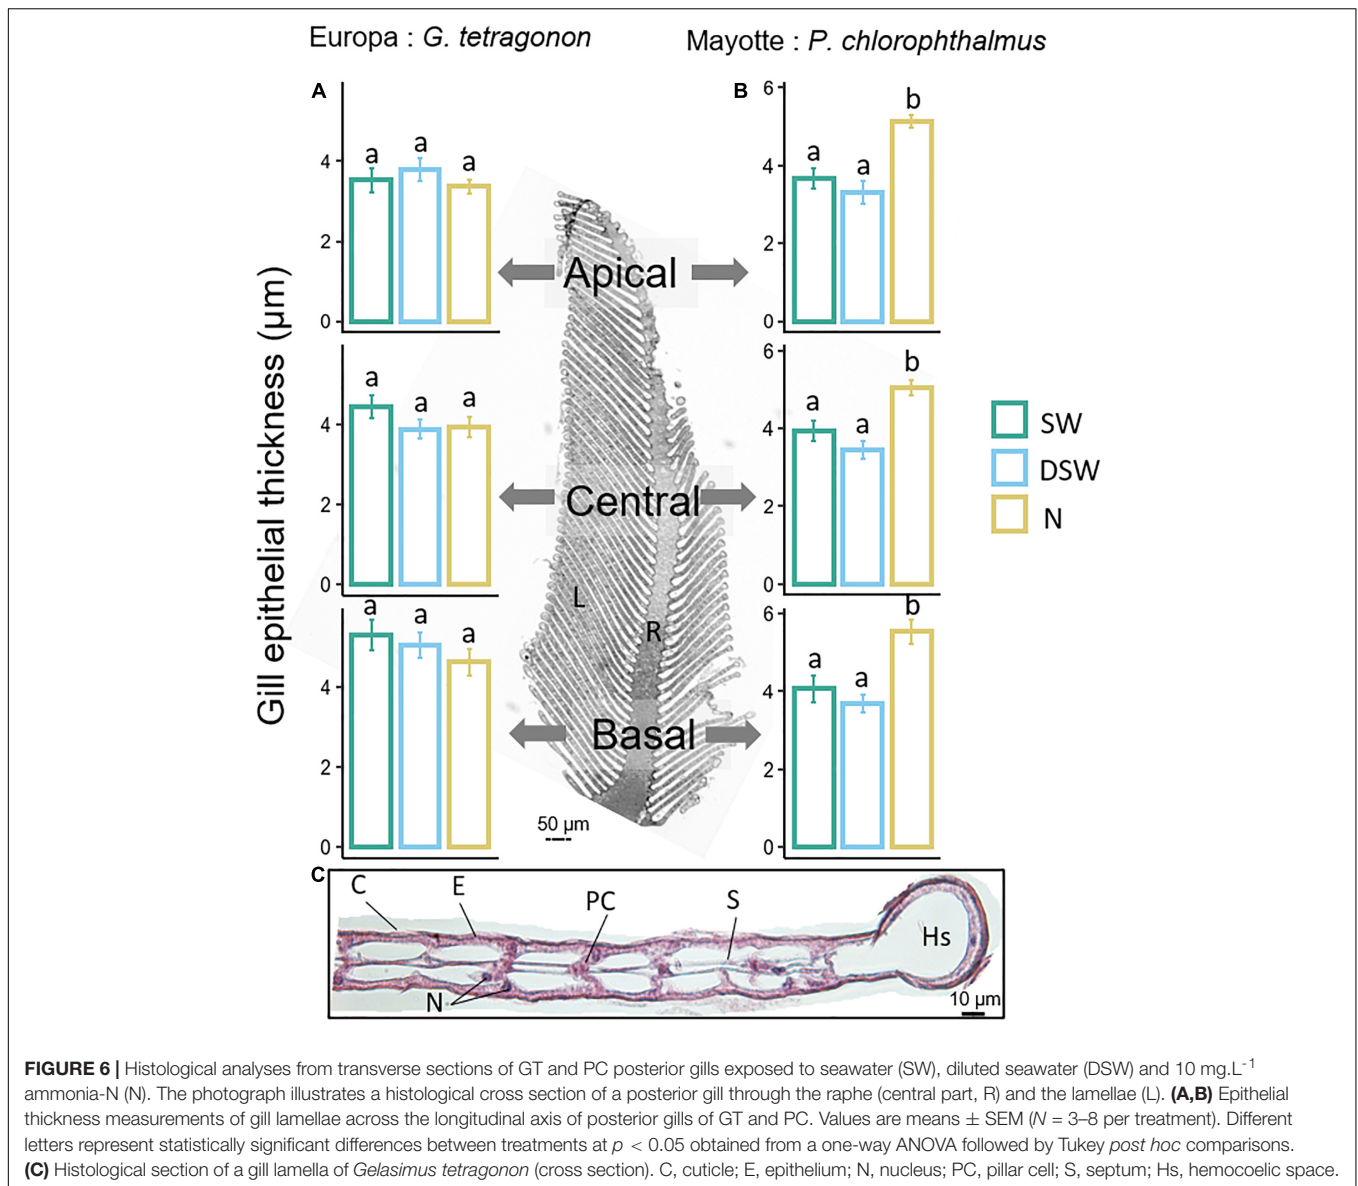 Europa : G. tetragonon
Mayotte : P. chlorophthalmus
A
B
Gill epithelial thickness (µm)
a a a
4
2
0
a a b
6
4
2
0
Apical
a a a
4
2
0
a a b
6
4
2
0
Central
SW
DSW
N
L
R
a a a
4
2
0
a a b
6
4
2
0
Basal
50 µm
C
C
E
PC
S
Hs
N
10 µm
FIGURE 6 | Histological analyses from transverse sections of GT and PC posterior gills exposed to seawater (SW), diluted seawater (DSW) and 10 mg.L-1
ammonia-N (N). The photograph illustrates a histological cross section of a posterior gill through the raphe (central part, R) and the lamellae (L). (A,B) Epithelial
thickness measurements of gill lamellae across the longitudinal axis of posterior gills of GT and PC. Values are means ± SEM (N = 3–8 per treatment). Different
letters represent statistically significant differences between treatments at p < 0.05 obtained from a one-way ANOVA followed by Tukey post hoc comparisons.
(C) Histological section of a gill lamella of Gelasimus tetragonon (cross section). C, cuticle; E, epithelium; N, nucleus; PC, pillar cell; S, septum; Hs, hemocoelic space.